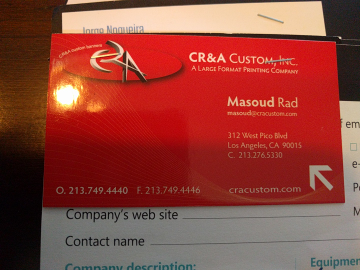 Jorge Nogueira
CR&A CUSTOM, INC.
A LARGE FORMAT PRINTING COMPANY
Masoud Rad
masoud@cracustom.com
312 West Pico Blvd
Los Angeles, CA 90015
C. 213.276.5330
O. 213.749.4440 F. 213.749.4446 cracustom.com
of em
e-
Company's web site
Contact name
Company description:
Equipmen